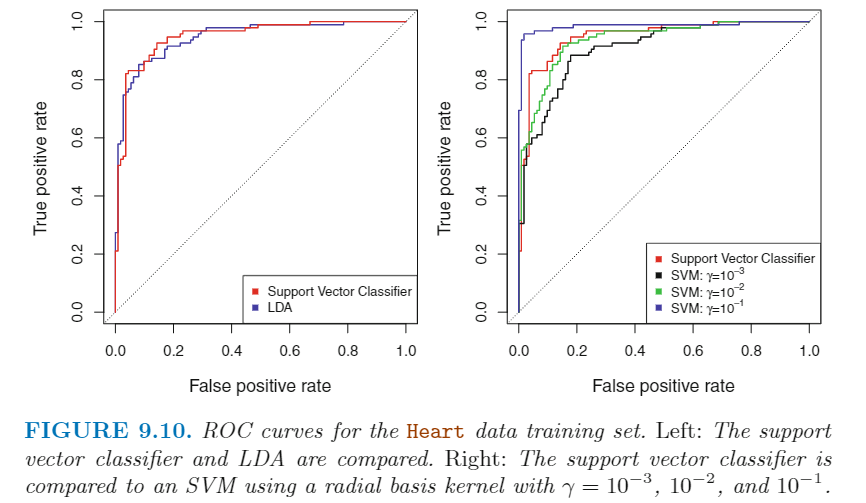 True positive rate
1.0
0.8
0.6
0.4
0.2
0.0
Support Vector Classifier
LDA
0.0 0.2 0.4 0.6 0.8 1.0
False positive rate
True positive rate
1.0
0.8
0.6
0.4
0.2
0.0
Support Vector Classifier
SVM: γ=10⁻³
SVM: γ=10⁻²
SVM: γ=10⁻¹
0.0 0.2 0.4 0.6 0.8 1.0
False positive rate
FIGURE 9.10. ROC curves for the Heart data training set. Left: The support
vector classifier and LDA are compared. Right: The support vector classifier is
compared to an SVM using a radial basis kernel with γ = 10⁻³, 10⁻², and 10⁻¹.